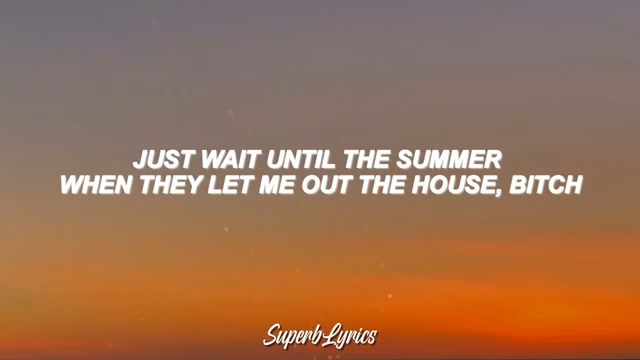 JUST WAIT UNTIL THE SUMMER
WHEN THEY LET ME OUT THE HOUSE, BITCH
SuperbLyrics